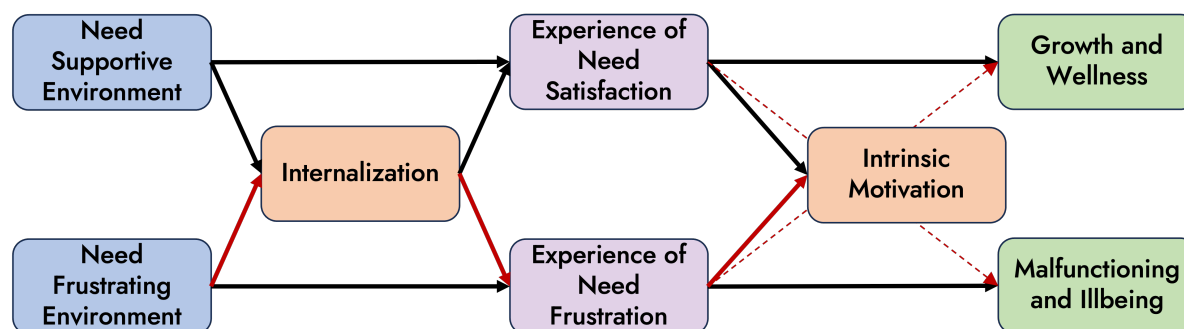 Need
Supportive
Environment
Experience of
Need
Satisfaction
Growth and
Wellness
Internalization
Intrinsic
Motivation
Need
Frustrating
Environment
Experience of
Need
Frustration
Malfunctioning
and Illbeing